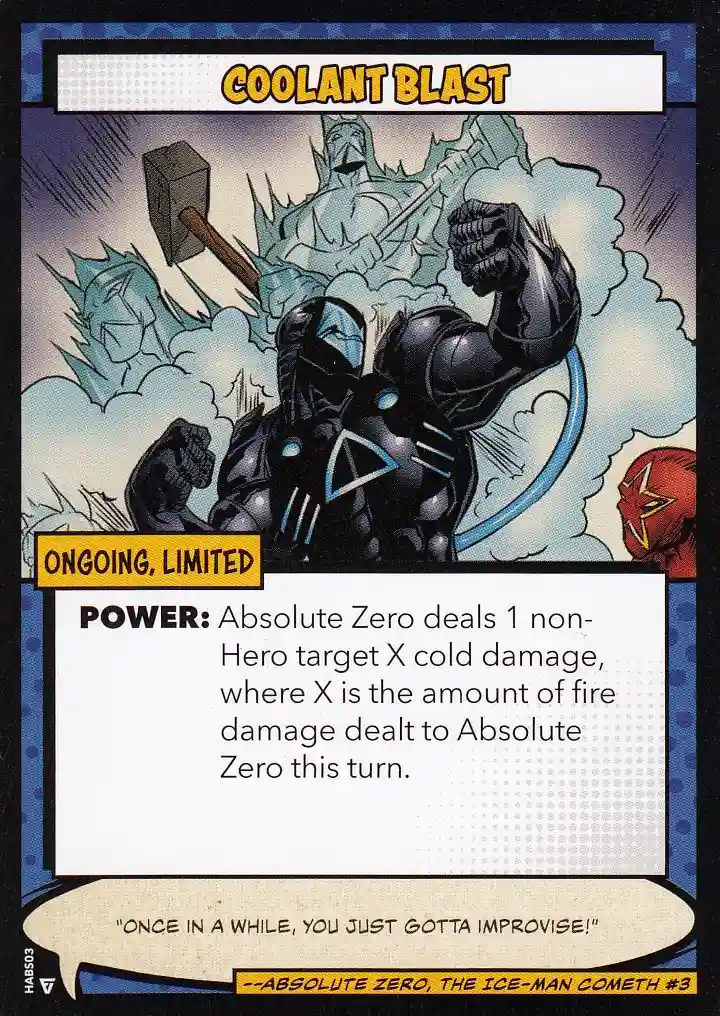 COOLANT BLAST
ONGOING, LIMITED
POWER: Absolute Zero deals 1 non-
Hero target X cold damage,
where X is the amount of fire
damage dealt to Absolute
Zero this turn.
"ONCE IN A WHILE, YOU JUST GOTTA IMPROVISE!"
--ABSOLUTE ZERO, THE ICE-MAN COMETH #3
HABS03